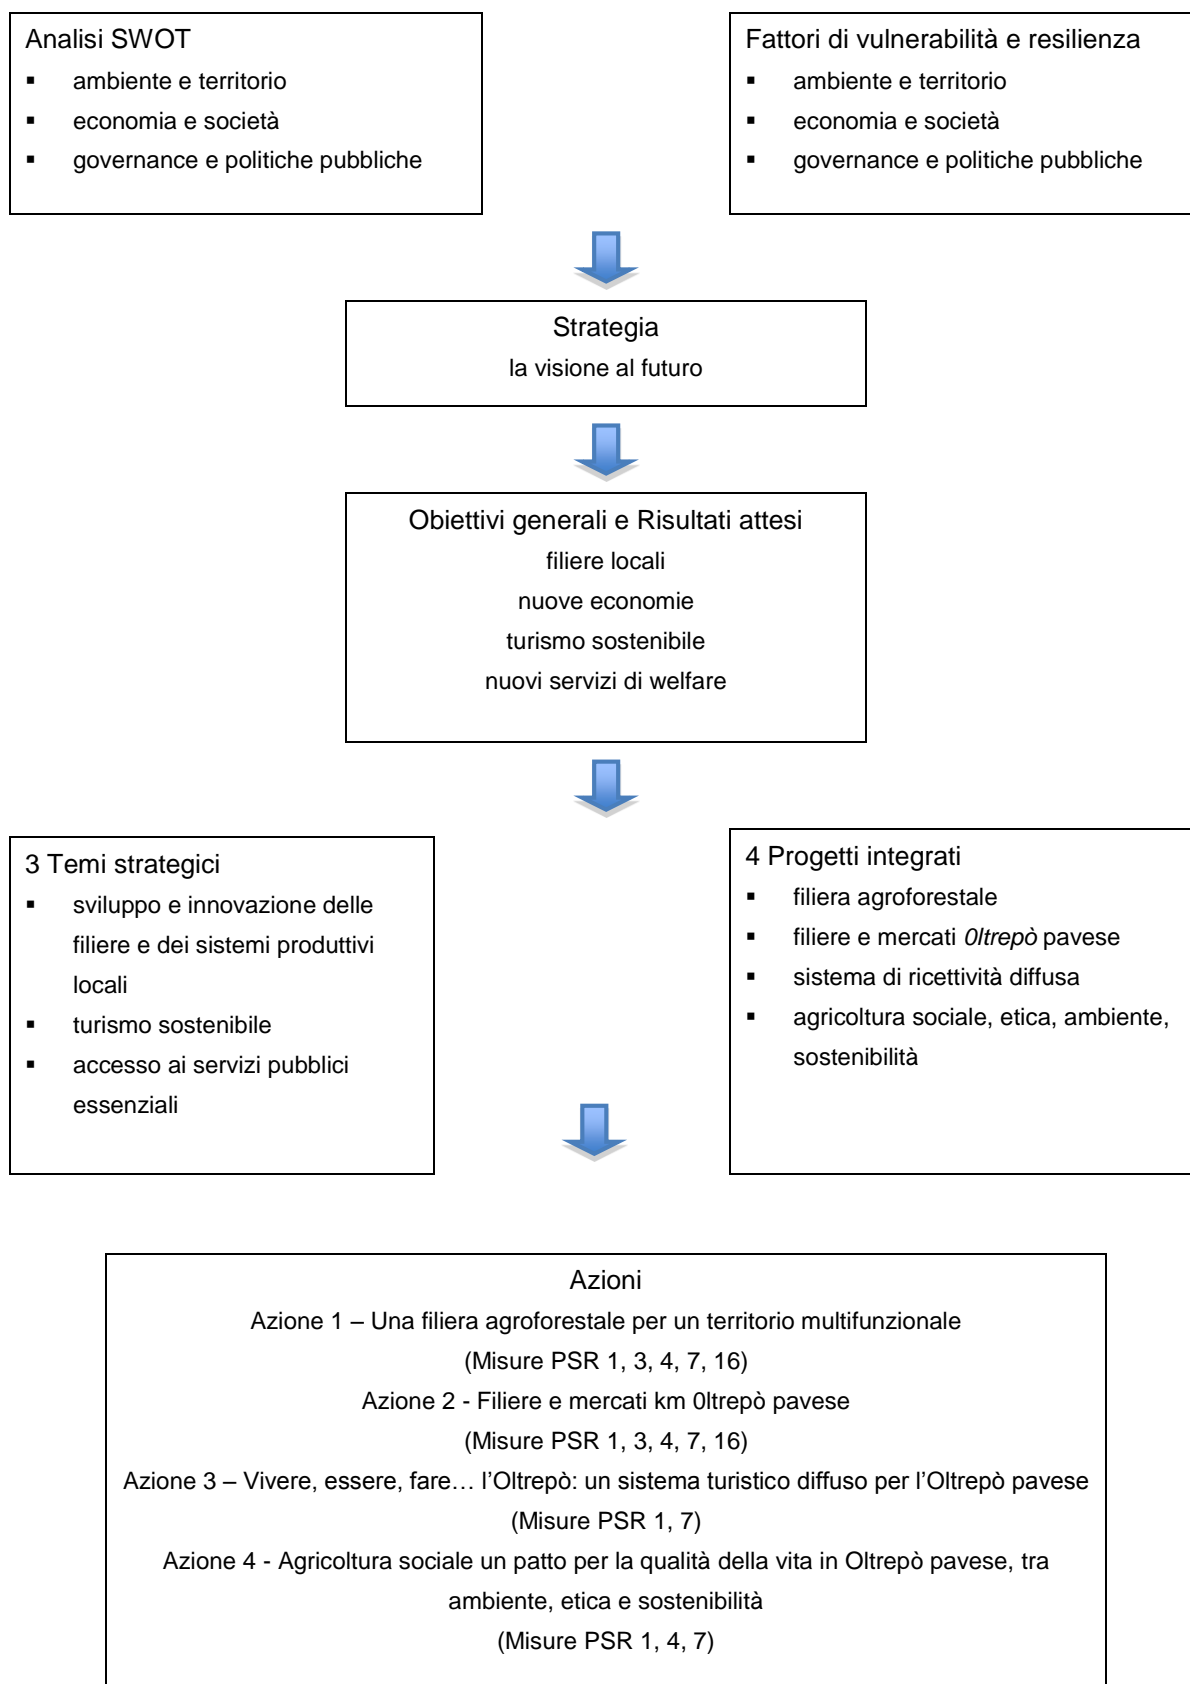 Analisi SWOT
▪ ambiente e territorio
▪ economia e società
▪ governance e politiche pubbliche
Fattori di vulnerabilità e resilienza
▪ ambiente e territorio
▪ economia e società
▪ governance e politiche pubbliche
Strategia
la visione al futuro
Obiettivi generali e Risultati attesi
filiere locali
nuove economie
turismo sostenibile
nuovi servizi di welfare
3 Temi strategici
▪ sviluppo e innovazione delle
filiere e dei sistemi produttivi
locali
▪ turismo sostenibile
▪ accesso ai servizi pubblici
essenziali
4 Progetti integrati
▪ filiera agroforestale
▪ filiere e mercati 0ltrepò pavese
▪ sistema di ricettività diffusa
▪ agricoltura sociale, etica, ambiente,
sostenibilità
Azioni
Azione 1 – Una filiera agroforestale per un territorio multifunzionale
(Misure PSR 1, 3, 4, 7, 16)
Azione 2 - Filiere e mercati km 0ltrepò pavese
(Misure PSR 1, 3, 4, 7, 16)
Azione 3 – Vivere, essere, fare… l’Oltrepò: un sistema turistico diffuso per l’Oltrepò pavese
(Misure PSR 1, 7)
Azione 4 - Agricoltura sociale un patto per la qualità della vita in Oltrepò pavese, tra
ambiente, etica e sostenibilità
(Misure PSR 1, 4, 7)